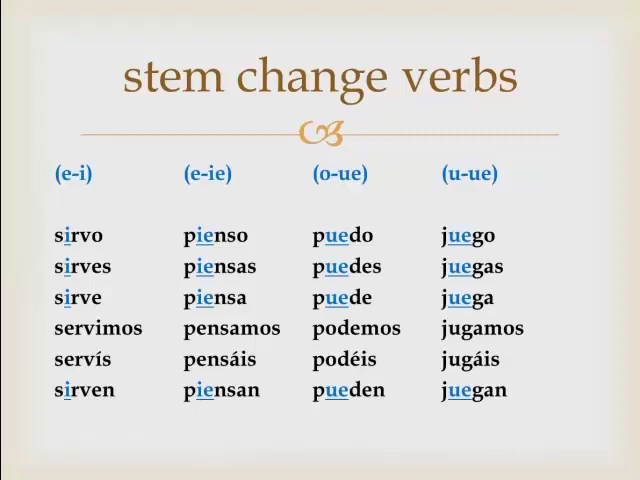 stem change verbs
(e-i) (e-ie) (o-ue) (u-ue)
sirvo pienso puedo juego
sirves piensas puedes juegas
sirve piensa puede juega
servimos pensamos podemos jugamos
servís pensáis podéis jugáis
sirven piensan pueden juegan